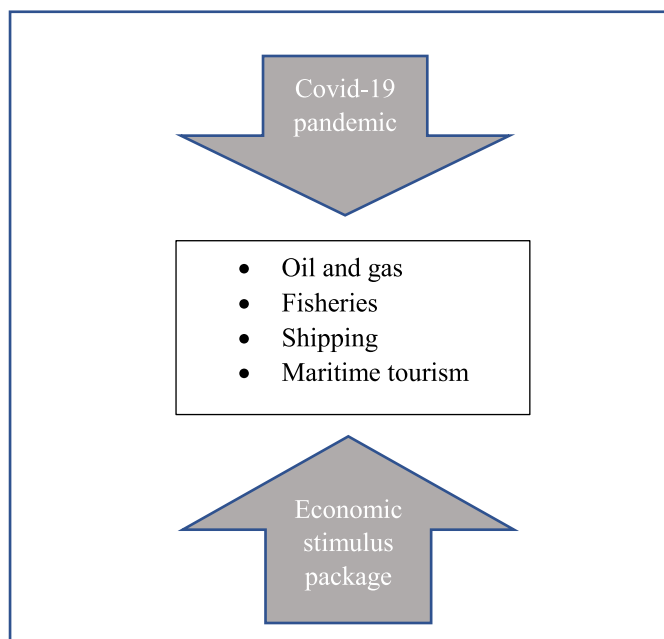 Covid-19
pandemic
• Oil and gas
• Fisheries
• Shipping
• Maritime tourism
Economic
stimulus
package